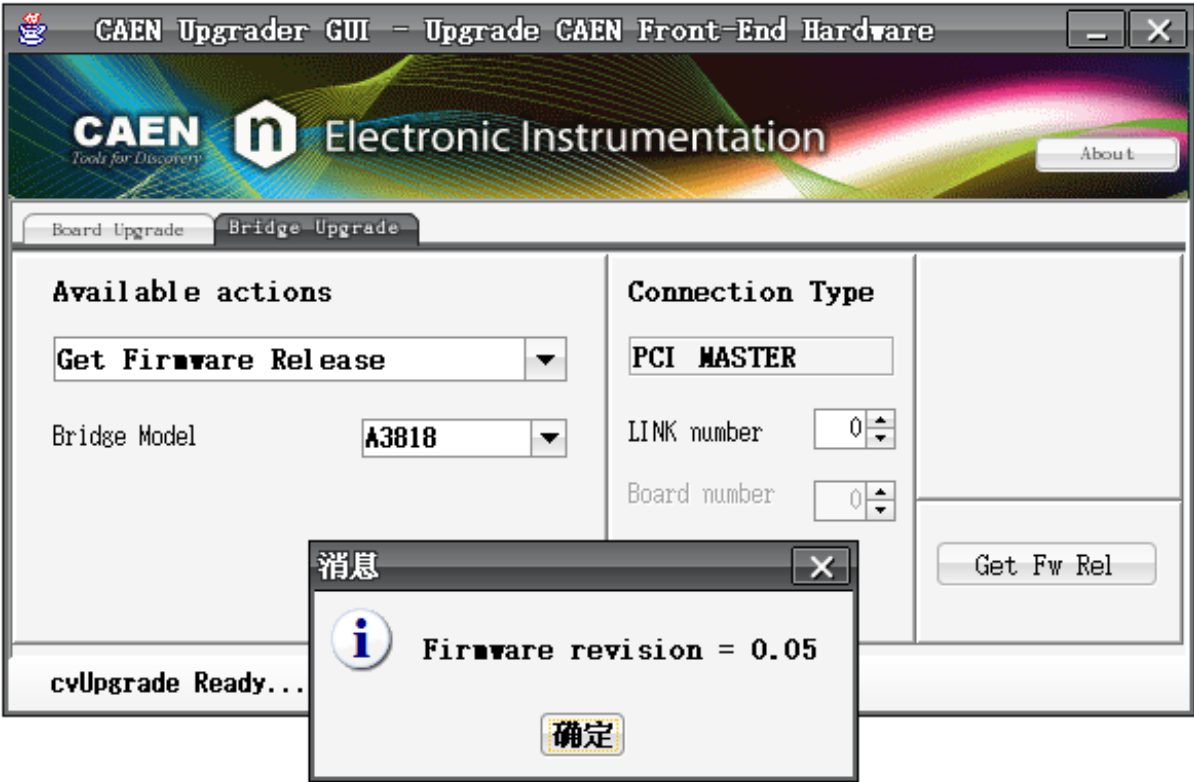 CAEN Upgrader GUI - Upgrade CAEN Front-End Hardware
CAEN n Electronic Instrumentation
Tools for Discovery
About
Board Upgrade
Bridge Upgrade
Available actions
Get Firmware Release
Bridge Model
A3818
Connection Type
PCI MASTER
LINK number
0
Board number
0
Get Fw Rel
消息
Firmware revision = 0.05
确定
cvUpgrade Ready...